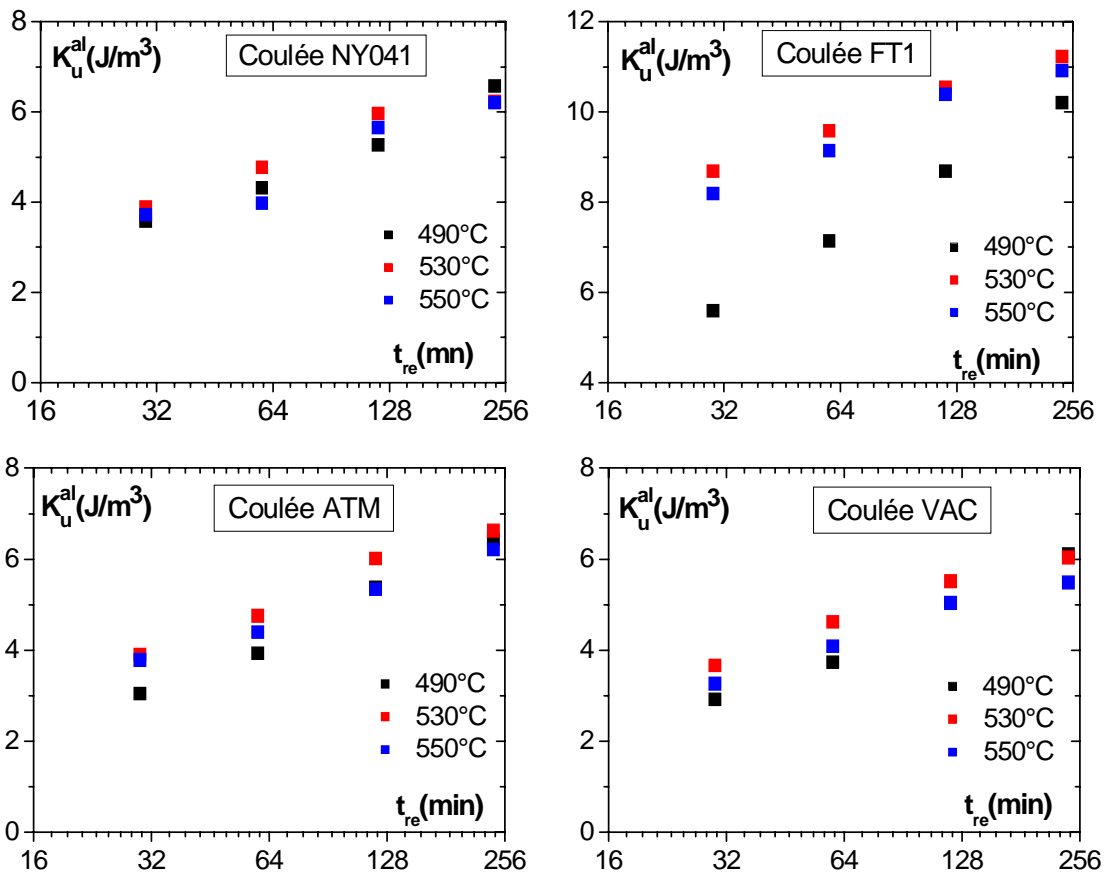 8
K_u^al(J/m³)
Coulée NY041
6
4
490°C
530°C
550°C
2
t_re(mn)
0
16 32 64 128 256
12
K_u^al(J/m³)
Coulée FT1
10
8
490°C
530°C
6
550°C
t_re(min)
4
16 32 64 128 256
8
K_u^al(J/m³)
Coulée ATM
6
4
490°C
530°C
2
550°C
t_re(min)
0
16 32 64 128 256
8
K_u^al(J/m³)
Coulée VAC
6
4
490°C
530°C
2
550°C
t_re(min)
0
16 32 64 128 256